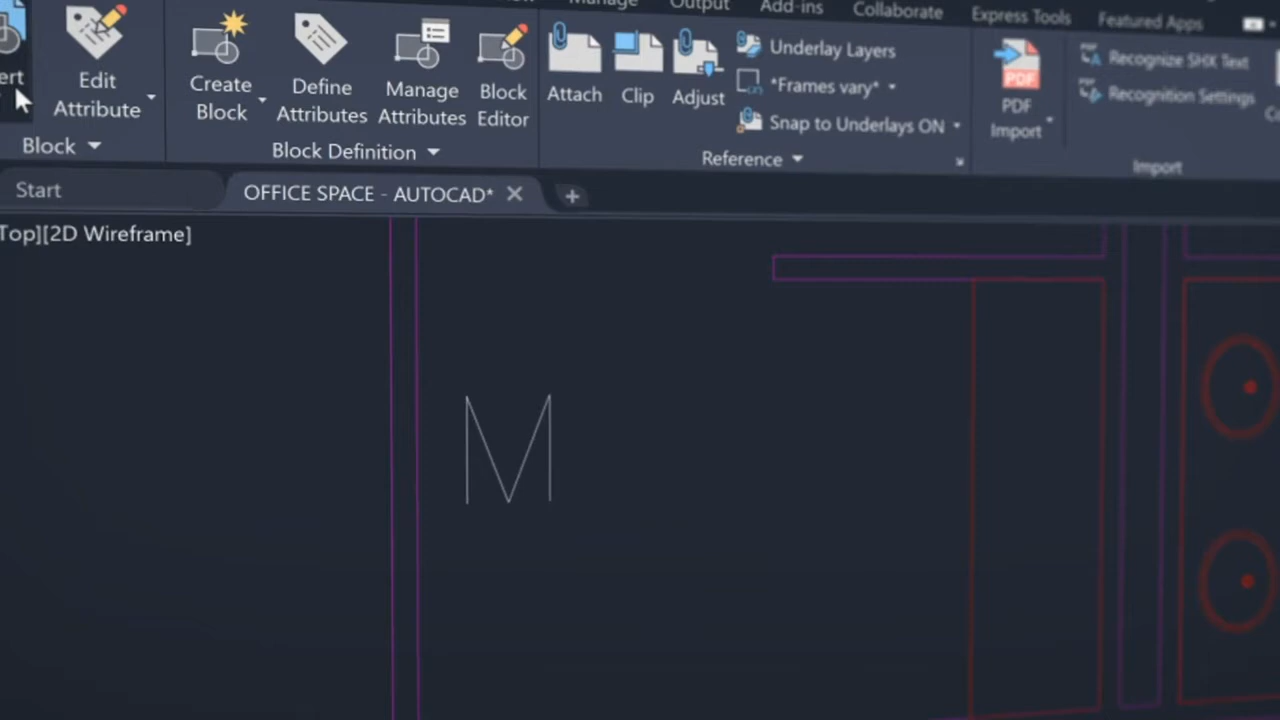 Manage
Output
Add-ins
Collaborate
Express Tools
Featured Apps
Edit
Attribute
Block
Create
Block
Define
Attributes
Manage
Attributes
Block
Editor
Block Definition
Attach
Clip
Adjust
Underlay Layers
*Frames vary*
Snap to Underlays ON
Reference
PDF
PDF
Import
Recognize SHX Text
Recognition Settings
Import
Start
OFFICE SPACE - AUTOCAD*
Top][2D Wireframe]
M